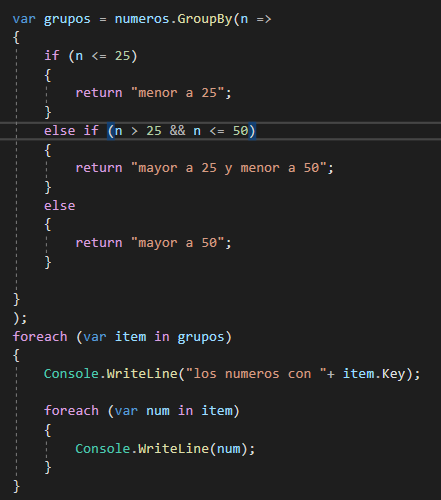 var grupos = numeros.GroupBy(n =>
{
    if (n <= 25)
    {
        return "menor a 25";
    }
    else if (n > 25 && n <= 50)
    {
        return "mayor a 25 y menor a 50";
    }
    else
    {
        return "mayor a 50";
    }

}
);
foreach (var item in grupos)
{
    Console.WriteLine("los numeros con "+ item.Key);

    foreach (var num in item)
    {
        Console.WriteLine(num);
    }
}